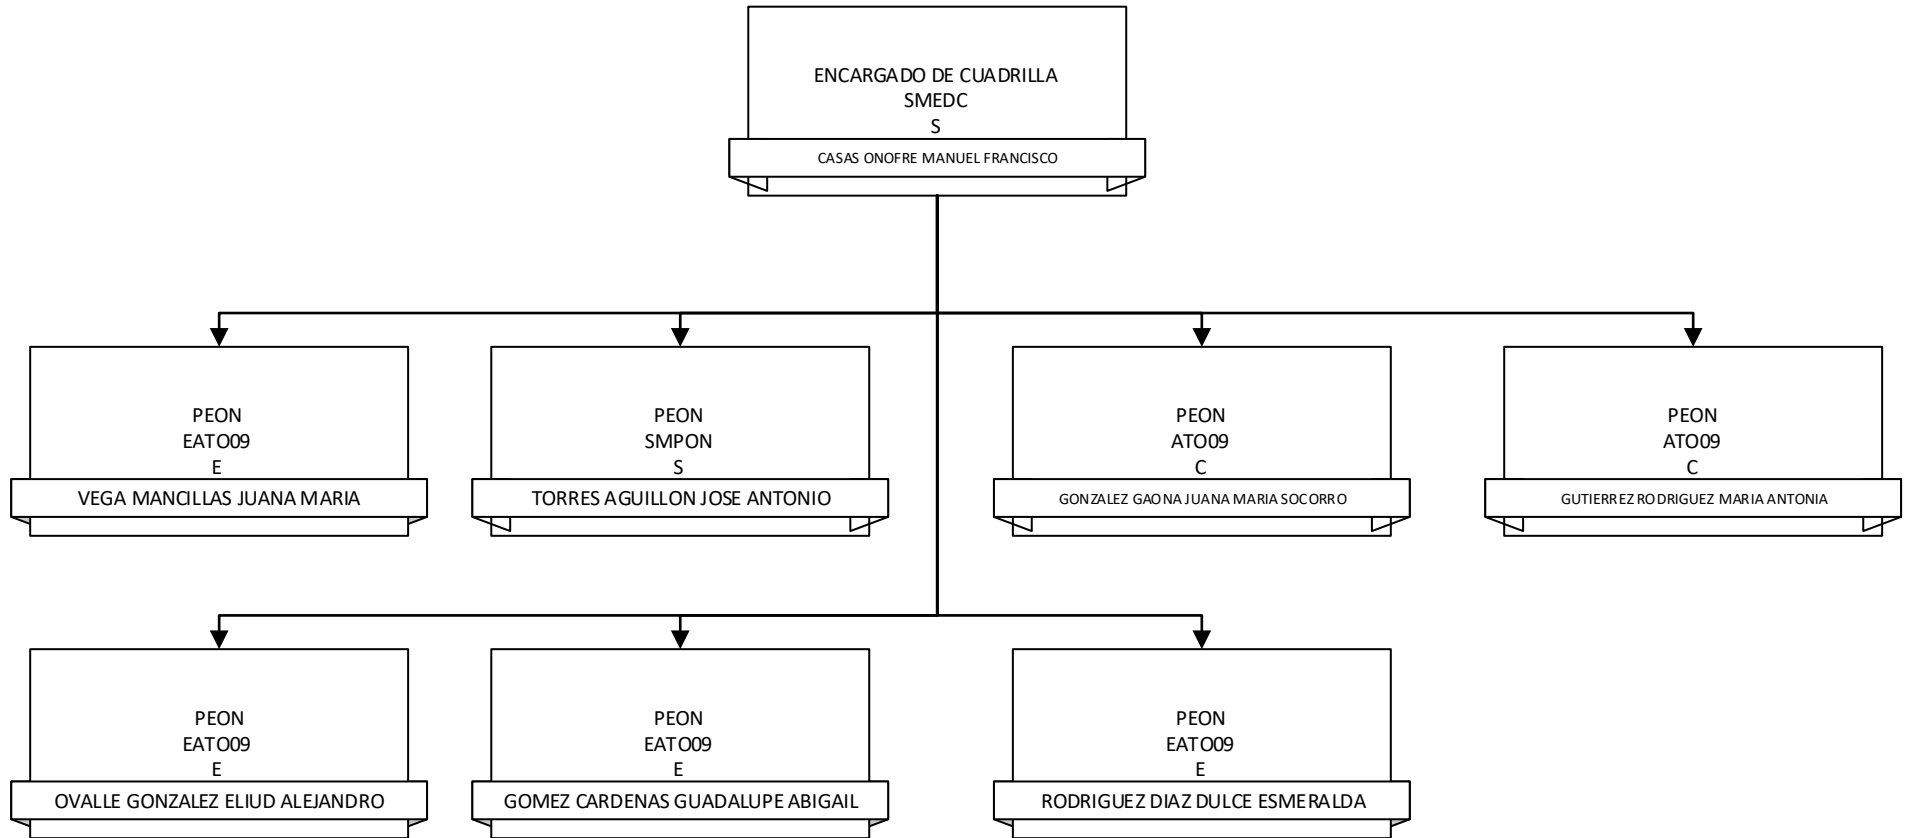 ENCARGADO DE CUADRILLA
SMEDC
S
CASAS ONOFRE MANUEL FRANCISCO
PEON
EATO09
E
VEGA MANCILLAS JUANA MARIA
PEON
SMPON
S
TORRES AGUILLON JOSE ANTONIO
PEON
ATO09
C
GONZALEZ GAONA JUANA MARIA SOCORRO
PEON
ATO09
C
GUTIERREZ RODRIGUEZ MARIA ANTONIA
PEON
EATO09
E
OVALLE GONZALEZ ELIUD ALEJANDRO
PEON
EATO09
E
GOMEZ CARDENAS GUADALUPE ABIGAIL
PEON
EATO09
E
RODRIGUEZ DIAZ DULCE ESMERALDA